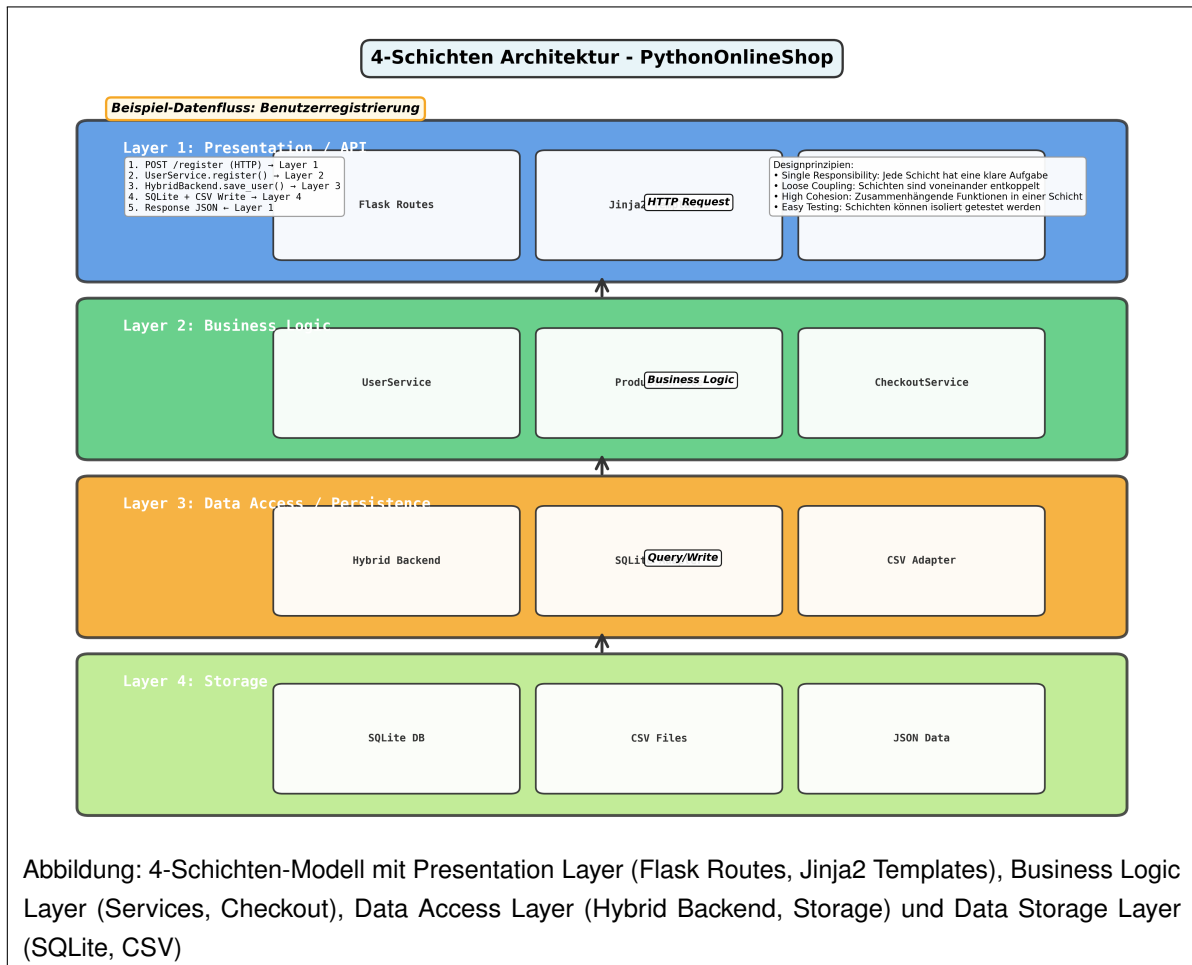 4-Schichten Architektur - PythonOnlineShop
Beispiel-Datenfluss: Benutzerregistrierung
Layer 1: Presentation / API
1. POST /register (HTTP) → Layer 1
2. UserService.register() → Layer 2
3. HybridBackend.save_user() → Layer 3
4. SQLite + CSV Write → Layer 4
5. Response JSON ← Layer 1
Flask Routes
HTTP Request
Designprinzipien:
• Single Responsibility: Jede Schicht hat eine klare Aufgabe
• Loose Coupling: Schichten sind voneinander entkoppelt
• High Cohesion: Zusammenhängende Funktionen in einer Schicht
• Easy Testing: Schichten können isoliert getestet werden
Layer 2: Business Logic
UserService
Business Logic
CheckoutService
Layer 3: Data Access / Persistence
Hybrid Backend
Query/Write
CSV Adapter
Layer 4: Storage
SQLite DB
CSV Files
JSON Data
Abbildung: 4-Schichten-Modell mit Presentation Layer (Flask Routes, Jinja2 Templates), Business Logic
Layer (Services, Checkout), Data Access Layer (Hybrid Backend, Storage) und Data Storage Layer
(SQLite, CSV)